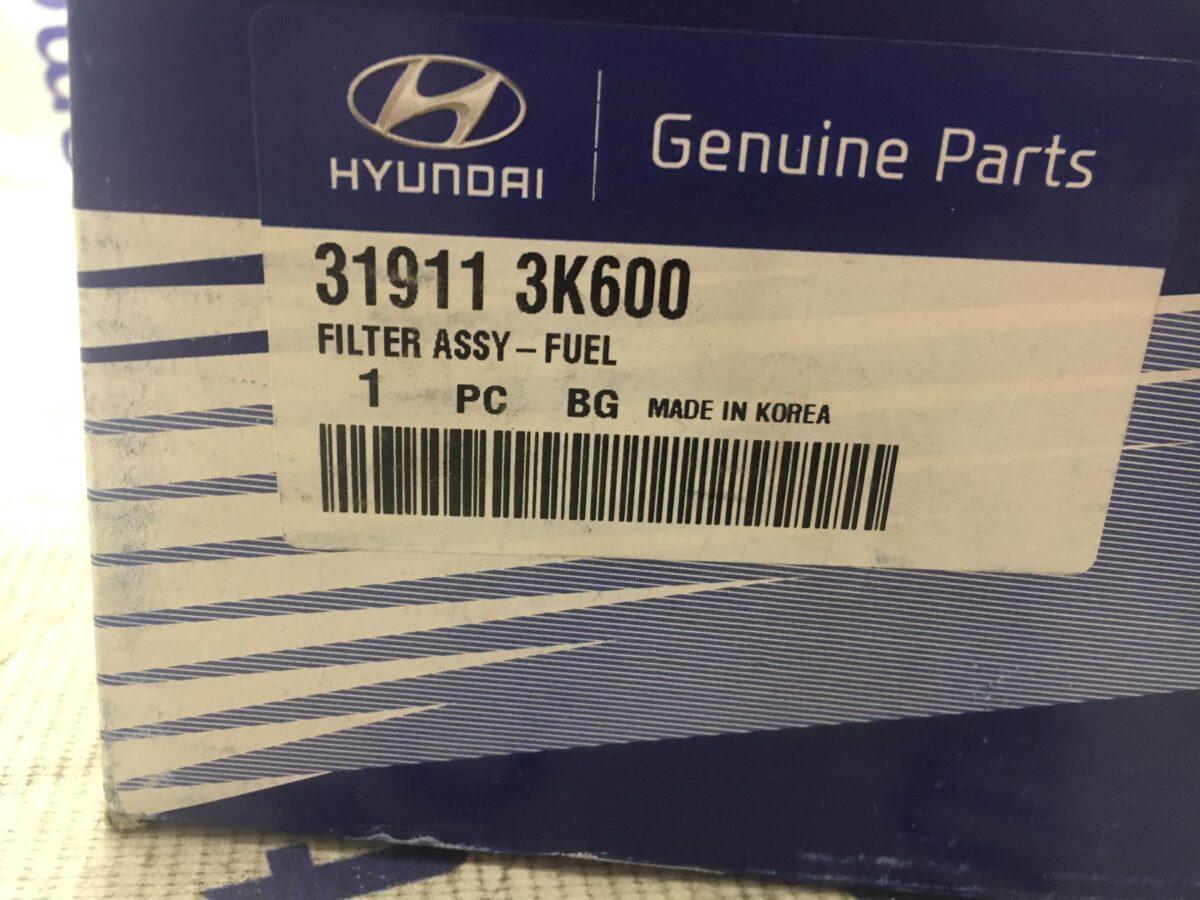 HYUNDAI
Genuine Parts
31911 3K600
FILTER ASSY – FUEL
1 PC BG MADE IN KOREA